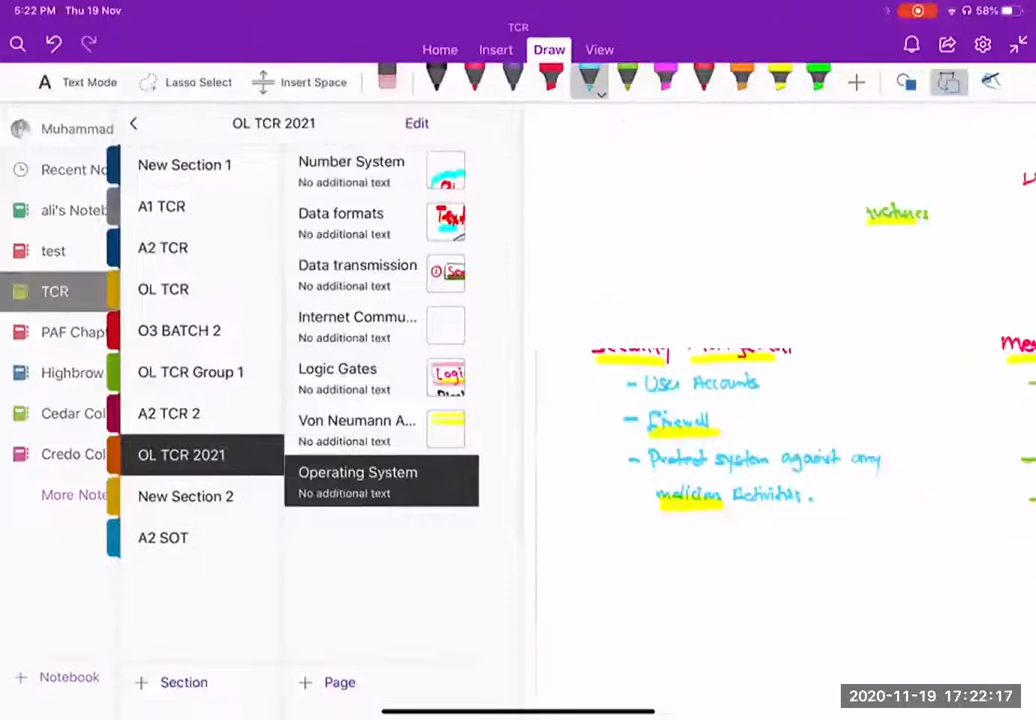 5:22 PM Thu 19 Nov
58%
TCR
Home Insert Draw View
A Text Mode Lasso Select Insert Space
Muhammad
Recent No
ali's Noteb
test
TCR
PAF Chap
Highbrow
Cedar Col
Credo Col
More Note
+ Notebook
OL TCR 2021
Edit
New Section 1
A1 TCR
A2 TCR
OL TCR
O3 BATCH 2
OL TCR Group 1
A2 TCR 2
OL TCR 2021
New Section 2
A2 SOT
+ Section
Number System
No additional text
Data formats
No additional text
Data transmission
No additional text
Internet Commu...
No additional text
Logic Gates
No additional text
Von Neumann A...
No additional text
Operating System
No additional text
+ Page
Security
- User Accounts
- Firewall
- Protect system against any
Activities.
2020-11-19 17:22:17